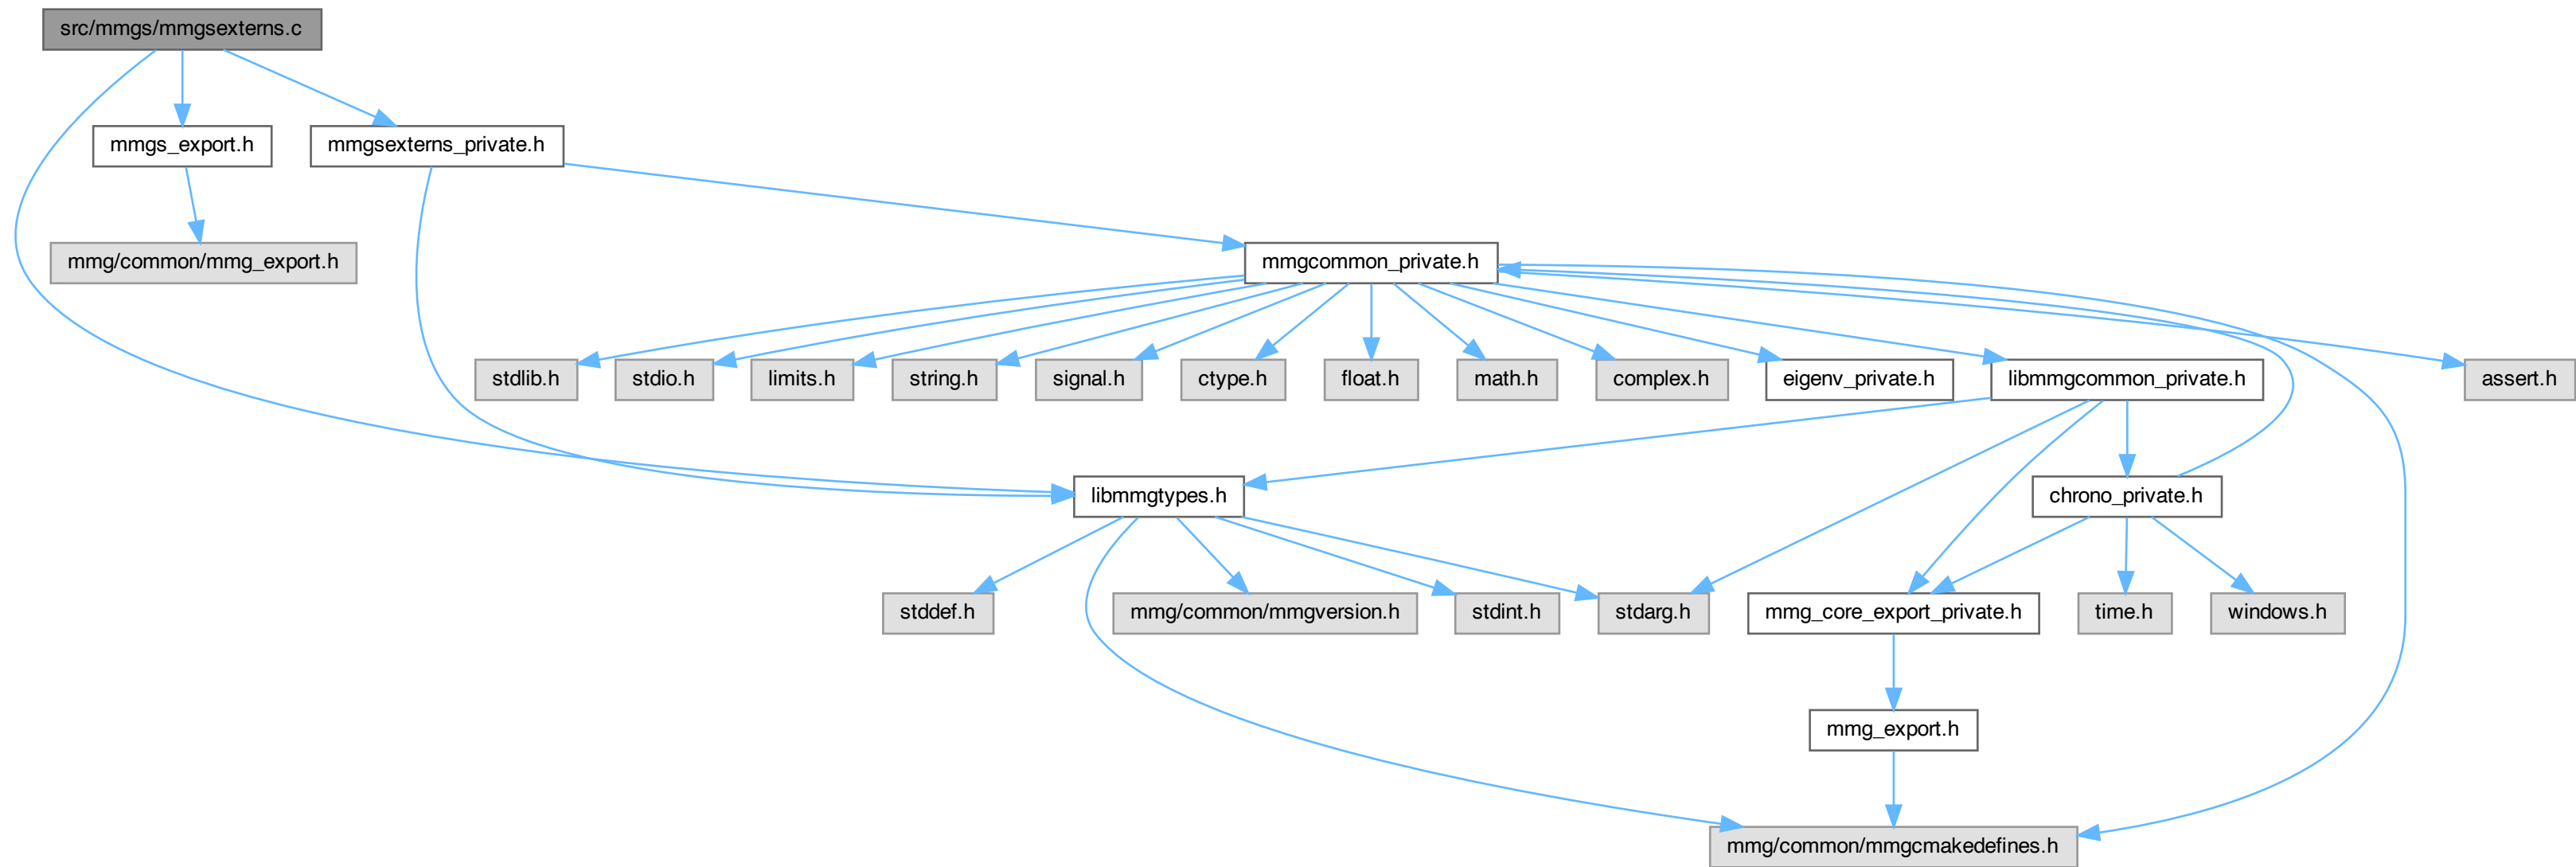 src/mmgs/mmgsexterns.c
mmgs_export.h
mmgsexterns_private.h
mmg/common/mmg_export.h
mmgcommon_private.h
stdlib.h
stdio.h
limits.h
string.h
signal.h
ctype.h
float.h
math.h
complex.h
eigenv_private.h
libmmgcommon_private.h
assert.h
libmmgtypes.h
chrono_private.h
stddef.h
mmg/common/mmgversion.h
stdint.h
stdarg.h
mmg_core_export_private.h
time.h
windows.h
mmg_export.h
mmg/common/mmgcmakedefines.h